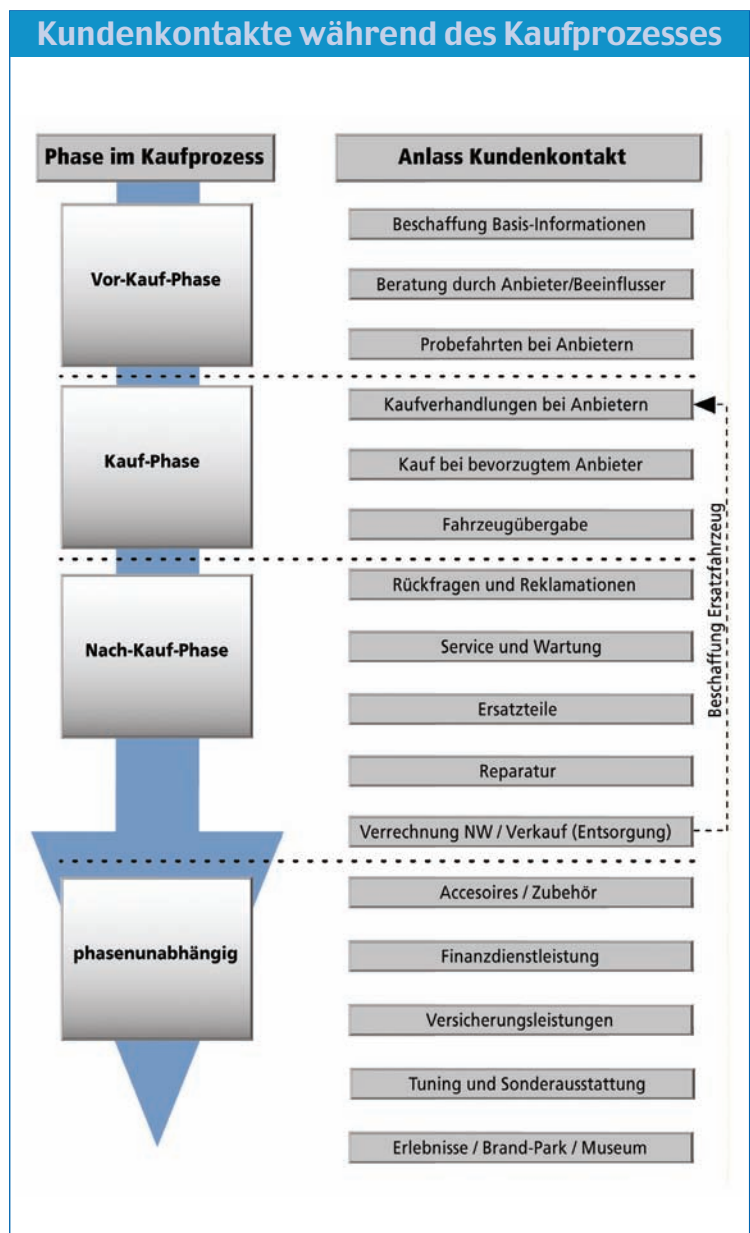 Kundenkontakte während des Kaufprozesses
Phase im Kaufprozess
Anlass Kundenkontakt
Vor-Kauf-Phase
Beschaffung Basis-Informationen
Beratung durch Anbieter/Beeinflusser
Probefahrten bei Anbietern
Kauf-Phase
Kaufverhandlungen bei Anbietern
Kauf bei bevorzugtem Anbieter
Fahrzeugübergabe
Nach-Kauf-Phase
Rückfragen und Reklamationen
Service und Wartung
Ersatzteile
Reparatur
Verrechnung NW / Verkauf (Entsorgung)
Beschaffung Ersatzfahrzeug
phasenunabhängig
Accesoires / Zubehör
Finanzdienstleistung
Versicherungsleistungen
Tuning und Sonderausstattung
Erlebnisse / Brand-Park / Museum